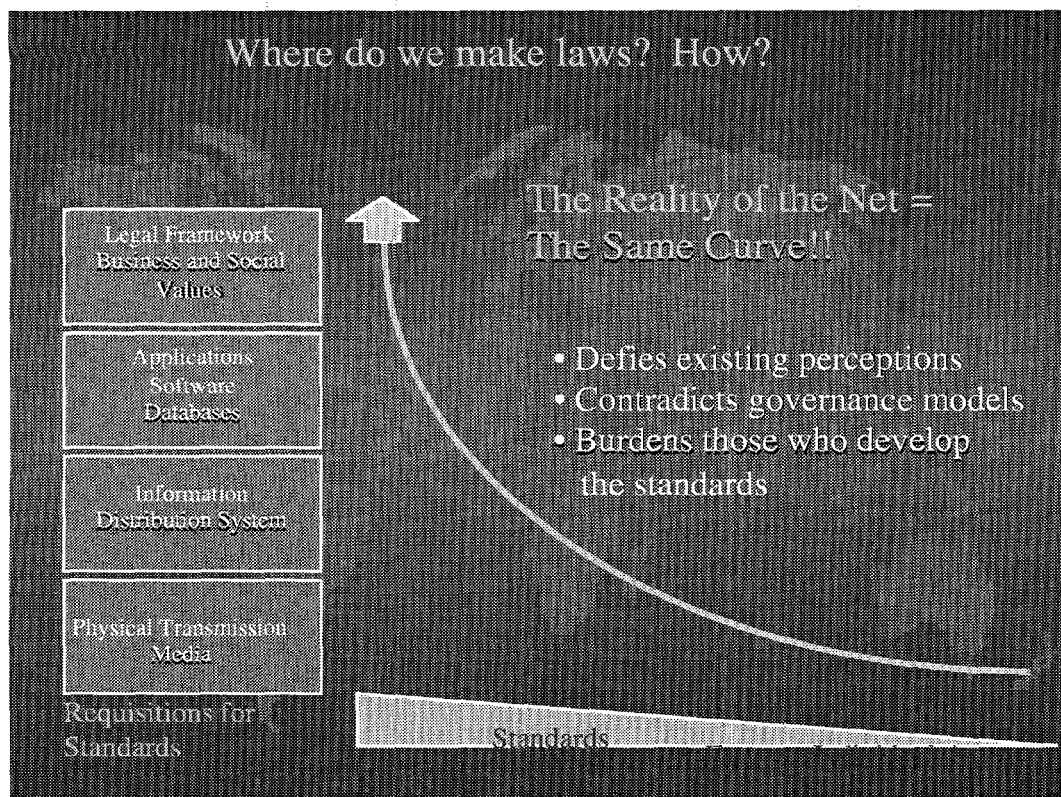 Where do we make laws? How?
The Reality of the Net =
The Same Curve!!
Legal Framework
Business and Social
Values
Applications
Software
Databases
Information
Distribution System
Physical Transmission
Media
• Defies existing perceptions
• Contradicts governance models
• Burdens those who develop
the standards
Requisitions for
Standards
Standards